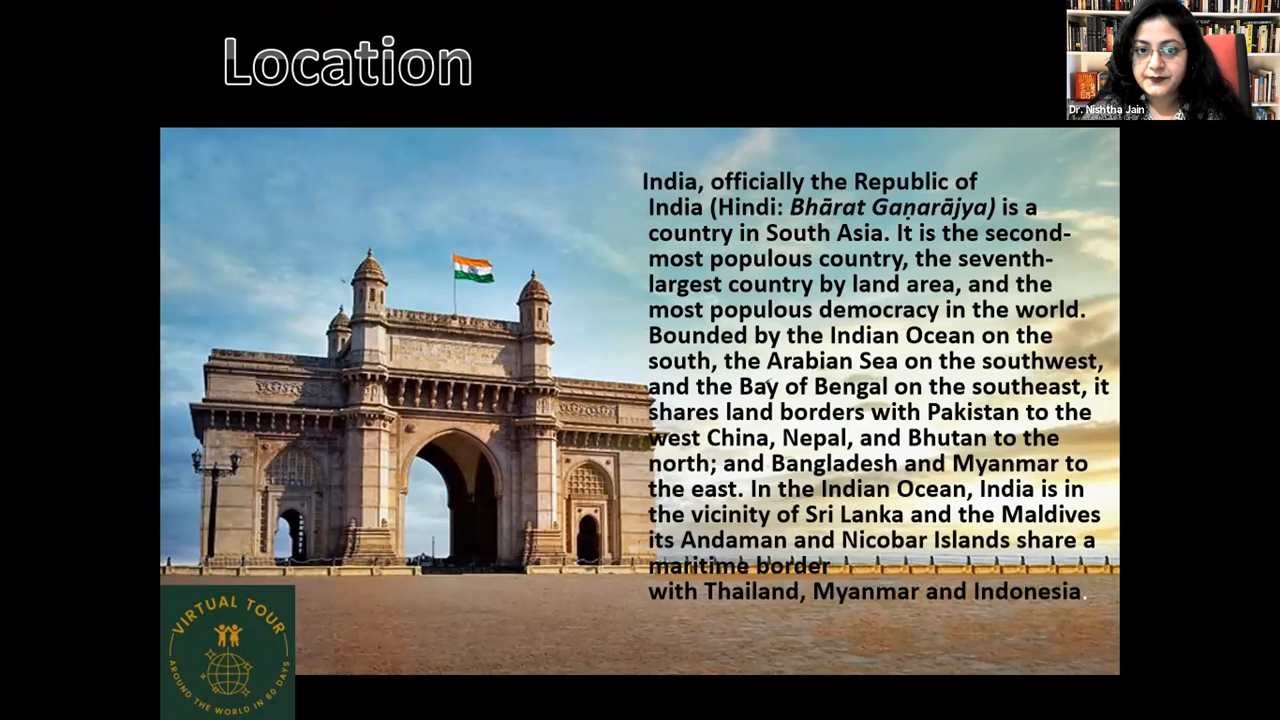 Location
Dr. Nishtha Jain
India, officially the Republic of
India (Hindi: Bhārat Gaṇarājya) is a
country in South Asia. It is the second-
most populous country, the seventh-
largest country by land area, and the
most populous democracy in the world.
Bounded by the Indian Ocean on the
south, the Arabian Sea on the southwest,
and the Bay of Bengal on the southeast, it
shares land borders with Pakistan to the
west China, Nepal, and Bhutan to the
north; and Bangladesh and Myanmar to
the east. In the Indian Ocean, India is in
the vicinity of Sri Lanka and the Maldives
its Andaman and Nicobar Islands share a
maritime border
with Thailand, Myanmar and Indonesia.
VIRTUAL TOUR
AROUND THE WORLD IN 60 DAYS